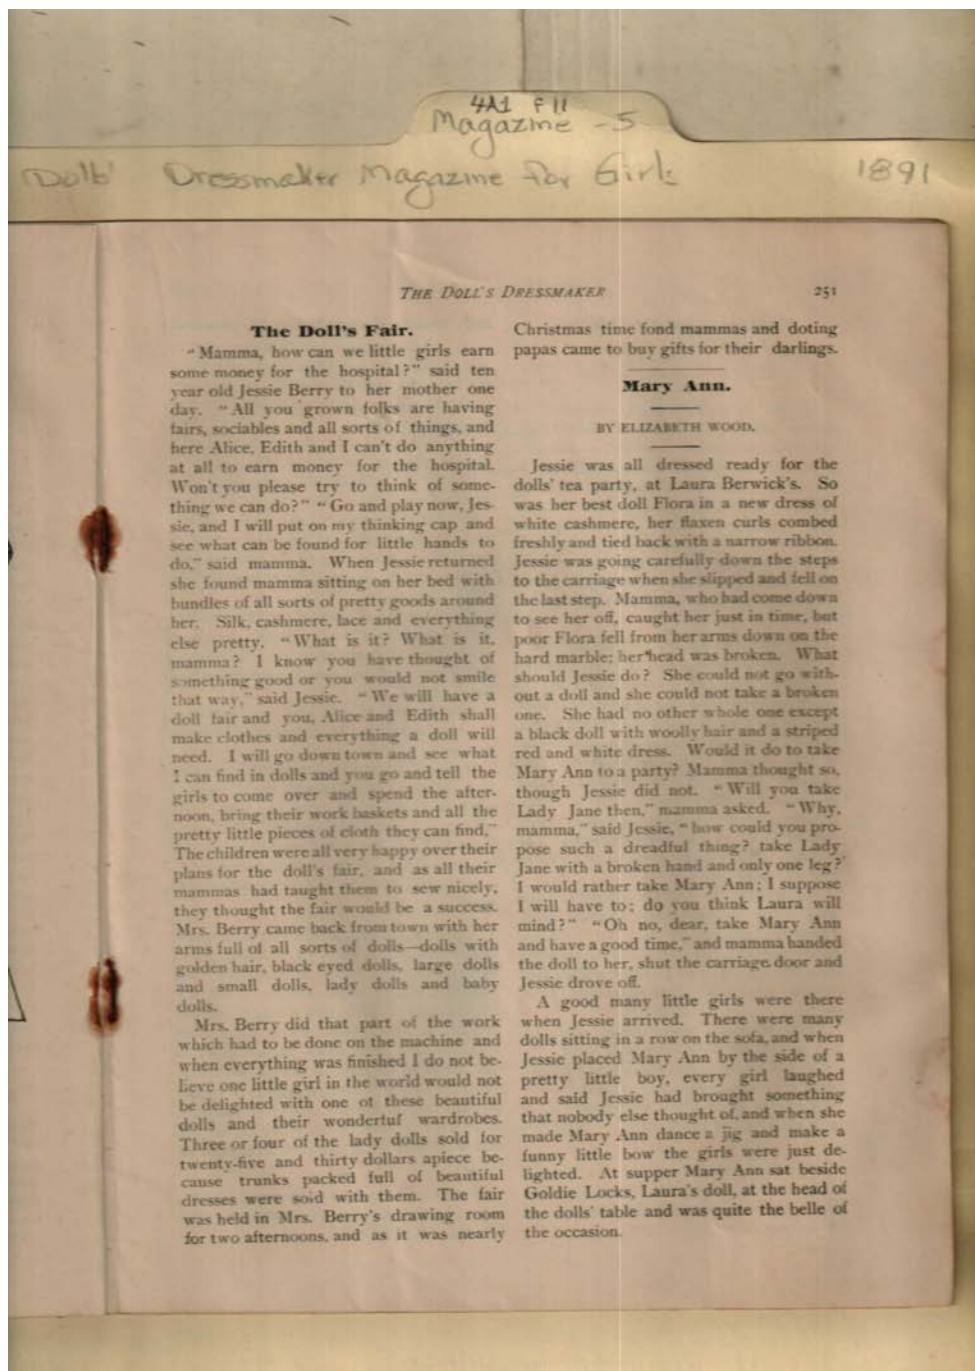 4A1 F11
Magazine - 5
Dolls' Dressmaker Magazine for Girls 1891
THE DOLL'S DRESSMAKER 251
The Doll's Fair.
"Mamma, how can we little girls earn
some money for the hospital?" said ten
year old Jessie Berry to her mother one
day. "All you grown folks are having
fairs, sociables and all sorts of things, and
here Alice, Edith and I can't do anything
at all to earn money for the hospital.
Won't you please try to think of some-
thing we can do?" "Go and play now, Jes-
sie, and I will put on my thinking cap and
see what can be found for little hands to
do," said mamma. When Jessie returned
she found mamma sitting on her bed with
bundles of all sorts of pretty goods around
her. Silk, cashmere, lace and everything
else pretty. "What is it? What is it,
mamma? I know you have thought of
something good or you would not smile
that way," said Jessie. "We will have a
doll fair and you, Alice and Edith shall
make clothes and everything a doll will
need. I will go down town and see what
I can find in dolls and you go and tell the
girls to come over and spend the after-
noon, bring their work baskets and all the
pretty little pieces of cloth they can find."
The children were all very happy over their
plans for the doll's fair, and as all their
mammas had taught them to sew nicely,
they thought the fair would be a success.
Mrs. Berry came back from town with her
arms full of all sorts of dolls—dolls with
golden hair, black eyed dolls, large dolls
and small dolls, lady dolls and baby
dolls.
Mrs. Berry did that part of the work
which had to be done on the machine and
when everything was finished I do not be-
lieve one little girl in the world would not
be delighted with one of these beautiful
dolls and their wonderful wardrobes.
Three or four of the lady dolls sold for
twenty-five and thirty dollars apiece be-
cause trunks packed full of beautiful
dresses were sold with them. The fair
was held in Mrs. Berry's drawing room
for two afternoons, and as it was nearly
Christmas time fond mammas and doting
papas came to buy gifts for their darlings.
Mary Ann.
BY ELIZABETH WOOD.
Jessie was all dressed ready for the
dolls' tea party, at Laura Berwick's. So
was her best doll Flora in a new dress of
white cashmere, her flaxen curls combed
freshly and tied back with a narrow ribbon.
Jessie was going carefully down the steps
to the carriage when she slipped and fell on
the last step. Mamma, who had come down
to see her off, caught her just in time, but
poor Flora fell from her arms down on the
hard marble; her head was broken. What
should Jessie do? She could not go with-
out a doll and she could not take a broken
one. She had no other whole one except
a black doll with woolly hair and a striped
red and white dress. Would it do to take
Mary Ann to a party? Mamma thought so,
though Jessie did not. "Will you take
Lady Jane then," mamma asked. "Why,
mamma," said Jessie, "how could you pro-
pose such a dreadful thing? take Lady
Jane with a broken hand and only one leg?
I would rather take Mary Ann; I suppose
I will have to; do you think Laura will
mind?" "Oh no, dear, take Mary Ann
and have a good time," and mamma handed
the doll to her, shut the carriage door and
Jessie drove off.
A good many little girls were there
when Jessie arrived. There were many
dolls sitting in a row on the sofa, and when
Jessie placed Mary Ann by the side of a
pretty little boy, every girl laughed
and said Jessie had brought something
that nobody else thought of, and when she
made Mary Ann dance a jig and make a
funny little bow the girls were just de-
lighted. At supper Mary Ann sat beside
Goldie Locks, Laura's doll, at the head of
the dolls' table and was quite the belle of
the occasion.